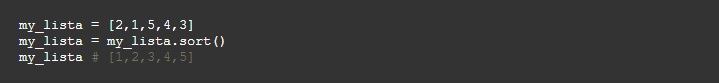 my_lista = [2,1,5,4,3]
my_lista = my_lista.sort()
my_lista # [1,2,3,4,5]